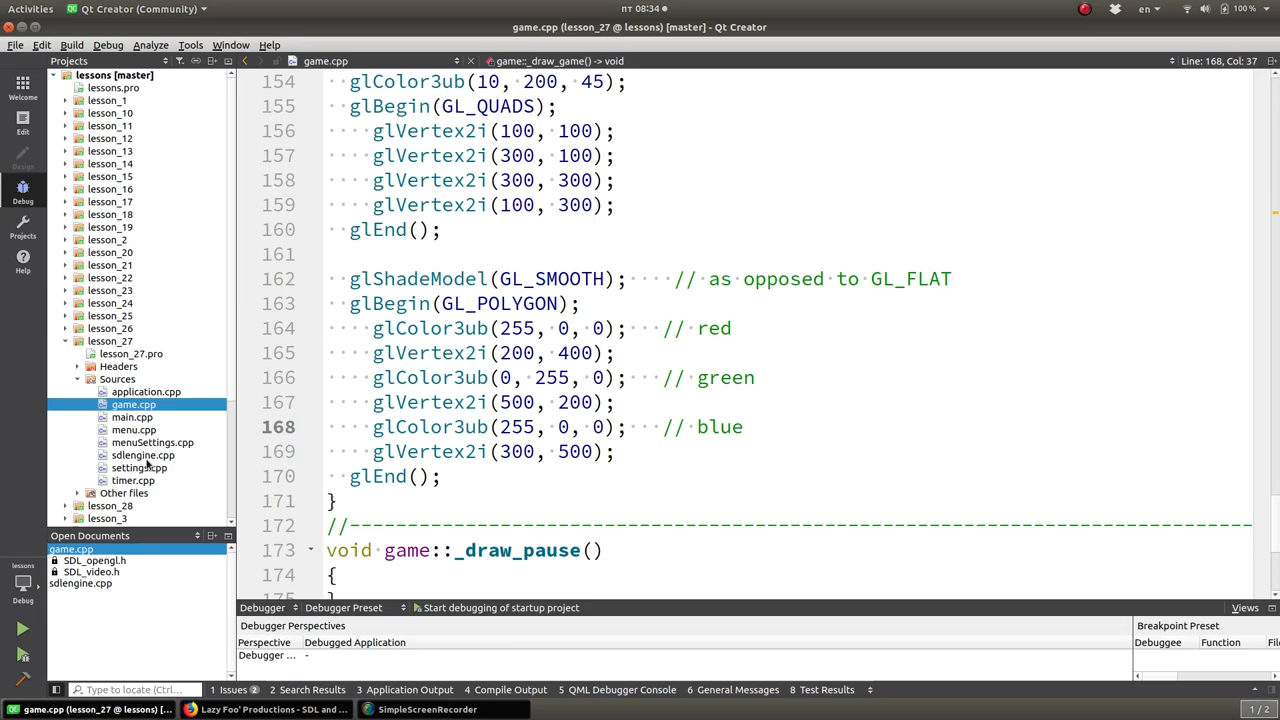 Activities
Qt Creator (Community)
пт 08:34
en
100 %
game.cpp (lesson_27 @ lessons) [master] - Qt Creator
File Edit Build Debug Analyze Tools Window Help
Projects
game.cpp
game::_draw_game() -> void
Line: 168, Col: 37
Welcome
Edit
Design
Debug
Projects
Help
lessons
Debug
lessons [master]
lessons.pro
lesson_1
lesson_10
lesson_11
lesson_12
lesson_13
lesson_14
lesson_15
lesson_16
lesson_17
lesson_18
lesson_19
lesson_2
lesson_20
lesson_21
lesson_22
lesson_23
lesson_24
lesson_25
lesson_26
lesson_27
lesson_27.pro
Headers
Sources
application.cpp
game.cpp
main.cpp
menu.cpp
menuSettings.cpp
sdlengine.cpp
settings.cpp
timer.cpp
Other files
lesson_28
lesson_3
Open Documents
game.cpp
SDL_opengl.h
SDL_video.h
sdlengine.cpp
154 glColor3ub(10, 200, 45);
155 glBegin(GL_QUADS);
156 glVertex2i(100, 100);
157 glVertex2i(300, 100);
158 glVertex2i(300, 300);
159 glVertex2i(100, 300);
160 glEnd();
161
162 glShadeModel(GL_SMOOTH); // as opposed to GL_FLAT
163 glBegin(GL_POLYGON);
164 glColor3ub(255, 0, 0); // red
165 glVertex2i(200, 400);
166 glColor3ub(0, 255, 0); // green
167 glVertex2i(500, 200);
168 glColor3ub(255, 0, 0); // blue
169 glVertex2i(300, 500);
170 glEnd();
171 }
172 //--------------------------------------------------------------------------------
173 void game::_draw_pause()
174 {
Debugger
Debugger Preset
Start debugging of startup project
Views
Debugger Perspectives
Perspective Debugged Application
Debugger ... -
Breakpoint Preset
Debuggee Function
Type to locate (Cntrl...
1 Issues 2
2 Search Results
3 Application Output
4 Compile Output
5 QML Debugger Console
6 General Messages
8 Test Results
game.cpp (lesson_27 @ lessons) [...
Lazy Foo' Productions - SDL and ...
SimpleScreenRecorder
1 / 2